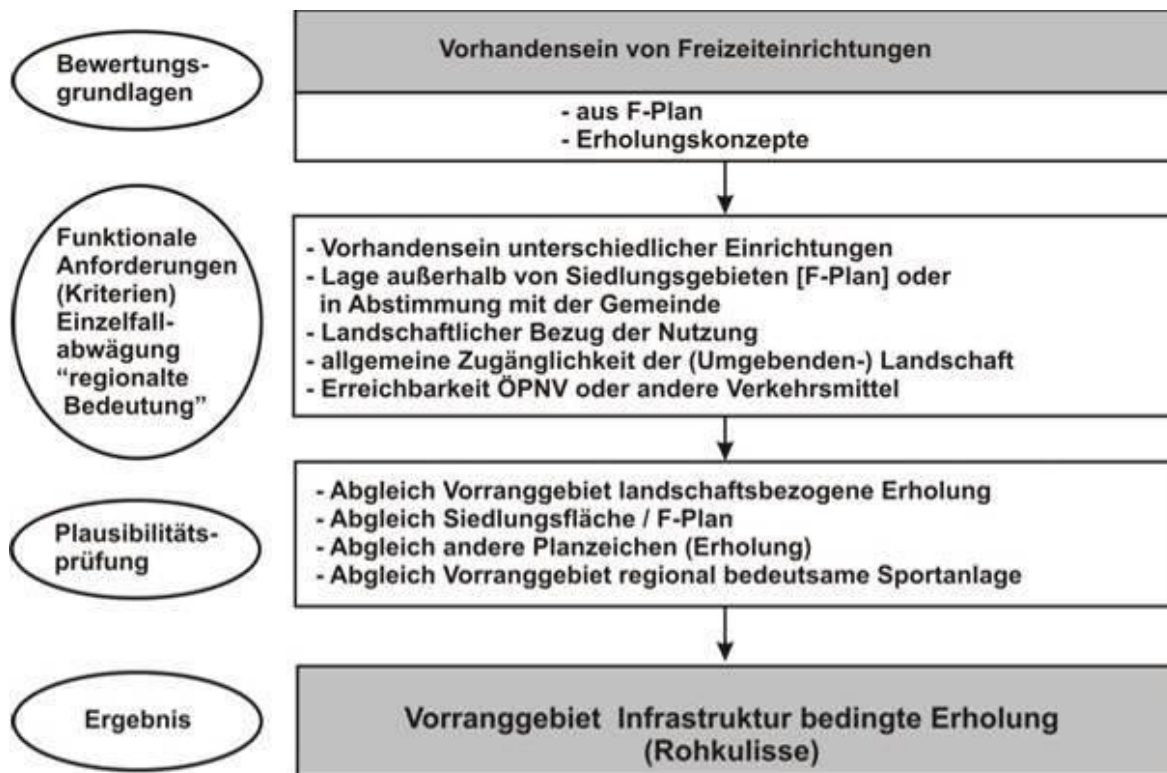 Bewertungs-
grundlagen
Vorhandensein von Freizeiteinrichtungen
- aus F-Plan
- Erholungskonzepte
Funktionale
Anforderungen
(Kriterien)
Einzelfall-
abwägung
“regionalte
Bedeutung”
- Vorhandensein unterschiedlicher Einrichtungen
- Lage außerhalb von Siedlungsgebieten [F-Plan] oder
in Abstimmung mit der Gemeinde
- Landschaftlicher Bezug der Nutzung
- allgemeine Zugänglichkeit der (Umgebenden-) Landschaft
- Erreichbarkeit ÖPNV oder andere Verkehrsmittel
Plausibilitäts-
prüfung
- Abgleich Vorranggebiet landschaftsbezogene Erholung
- Abgleich Siedlungsfläche / F-Plan
- Abgleich andere Planzeichen (Erholung)
- Abgleich Vorranggebiet regional bedeutsame Sportanlage
Ergebnis
Vorranggebiet Infrastruktur bedingte Erholung
(Rohkulisse)